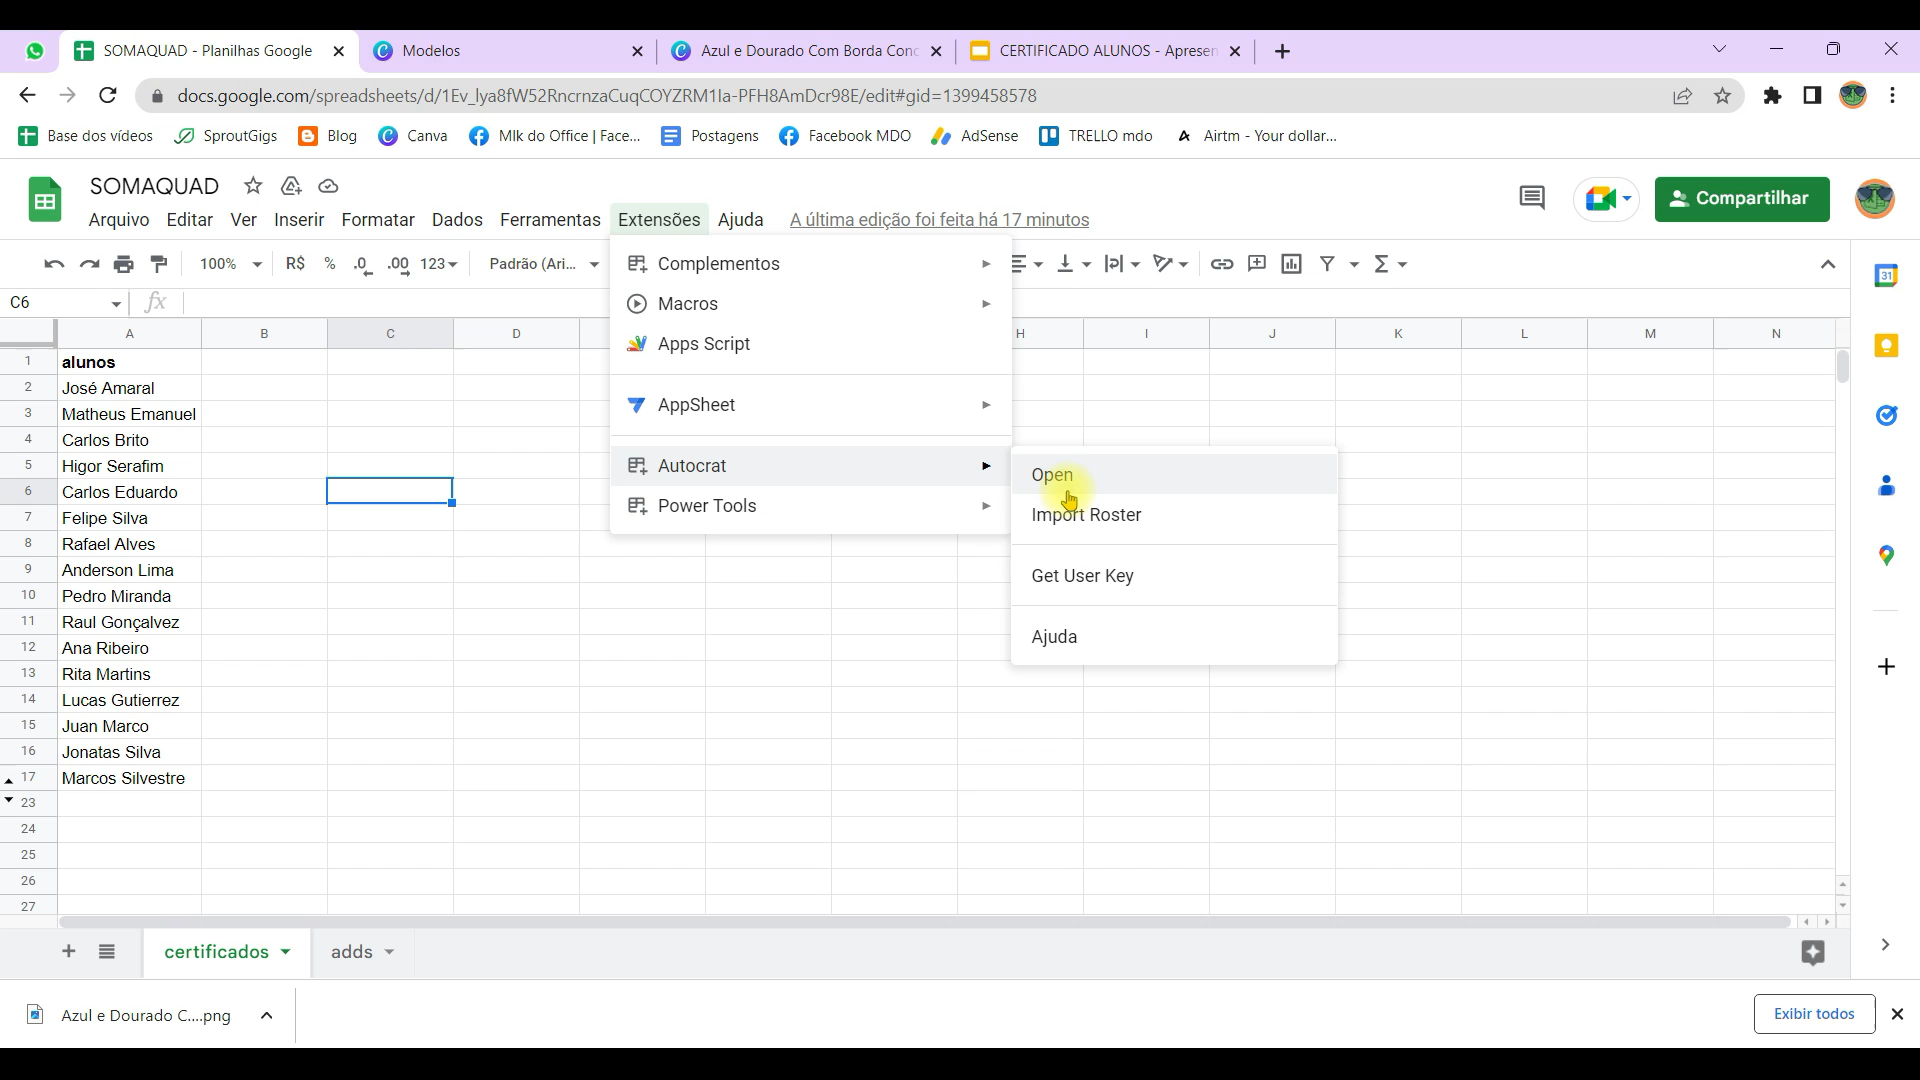 SOMAQUAD - Planilhas Google
Modelos
Azul e Dourado Com Borda Conc
CERTIFICADO ALUNOS - Apresen
docs.google.com/spreadsheets/d/1Ev_lya8fW52RncrnzaCuqCOYZRM1la-PFH8AmDcr98E/edit#gid=1399458578
Base dos vídeos SproutGigs Blog Canva Mlk do Office | Face... Postagens Facebook MDO AdSense TRELLO mdo Airtm - Your dollar...
SOMAQUAD
Compartilhar
Arquivo Editar Ver Inserir Formatar Dados Ferramentas Extensões Ajuda A última edição foi feita há 17 minutos
100% R$ % .0 .00 123 Padrão (Ari...
31
C6 fx
A B C D H I J K L M N
Complementos
Macros
Apps Script
AppSheet
Autocrat
Power Tools
Open
Import Roster
Get User Key
Ajuda
1 alunos
2 José Amaral
3 Matheus Emanuel
4 Carlos Brito
5 Higor Serafim
6 Carlos Eduardo
7 Felipe Silva
8 Rafael Alves
9 Anderson Lima
10 Pedro Miranda
11 Raul Gonçalvez
12 Ana Ribeiro
13 Rita Martins
14 Lucas Gutierrez
15 Juan Marco
16 Jonatas Silva
17 Marcos Silvestre
23
24
25
26
27
certificados adds
Azul e Dourado C....png
Exibir todos